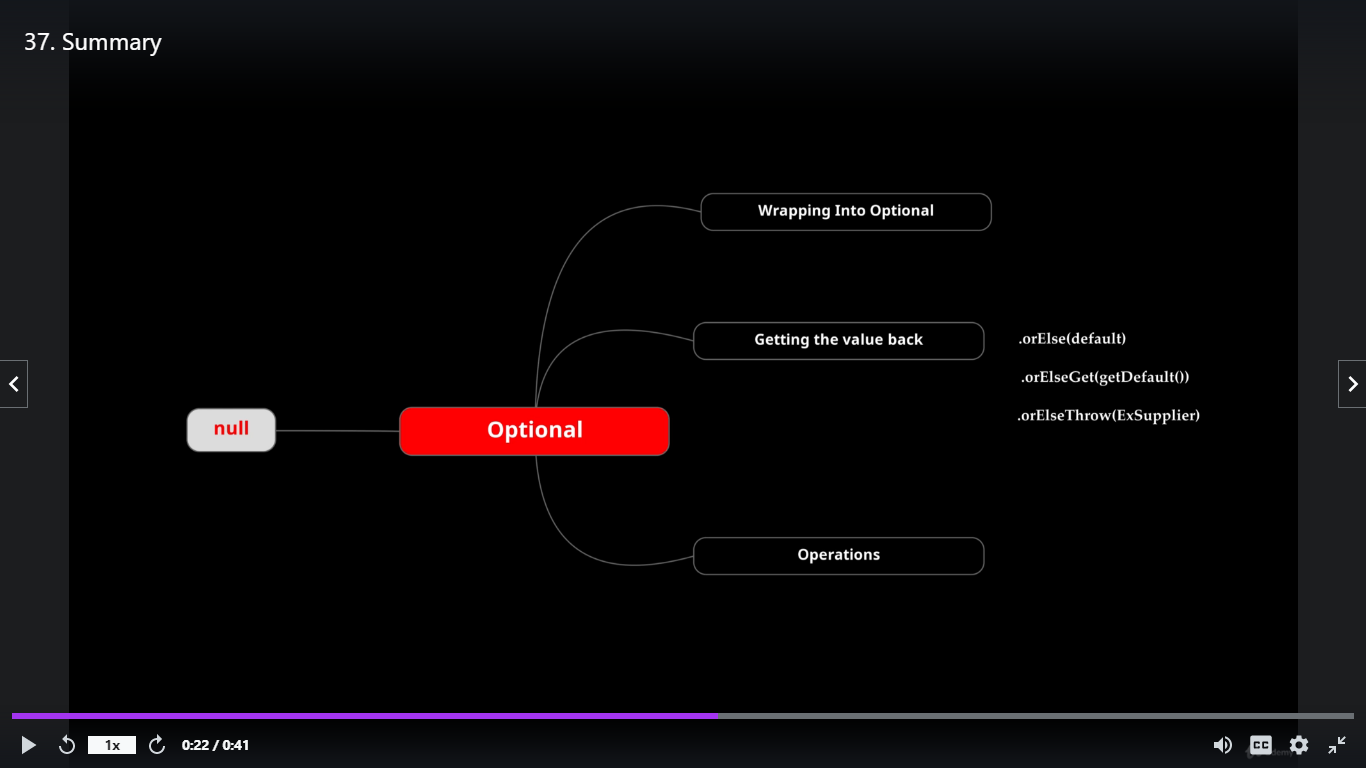 37. Summary
Wrapping Into Optional
Getting the value back
.orElse(default)
.orElseGet(getDefault())
.orElseThrow(ExSupplier)
null
Optional
Operations
1x
0:22 / 0:41
CC